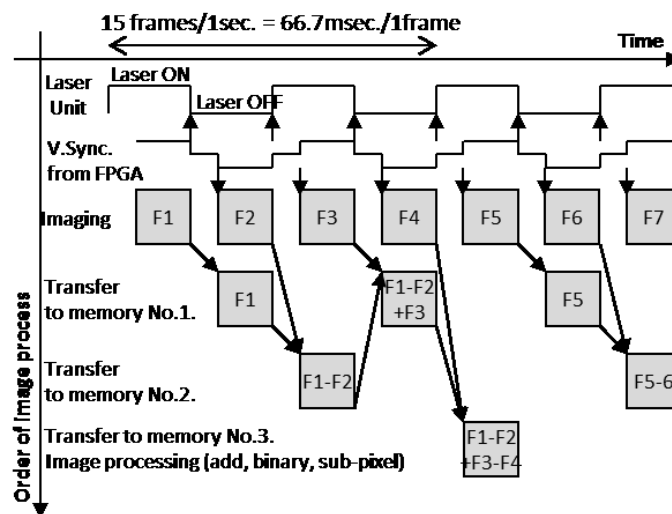 15 frames/1sec. = 66.7msec./1frame
Time
Laser ON
Laser
Unit
Laser OFF
V.Sync.
from FPGA
Imaging
F1
F2
F3
F4
F5
F6
F7
Transfer
to memory No.1.
F1
F1-F2
+F3
F5
Transfer
to memory No.2.
F1-F2
F5-6
Transfer to memory No.3.
Image processing (add, binary, sub-pixel)
F1-F2
+F3-F4
Order of image process